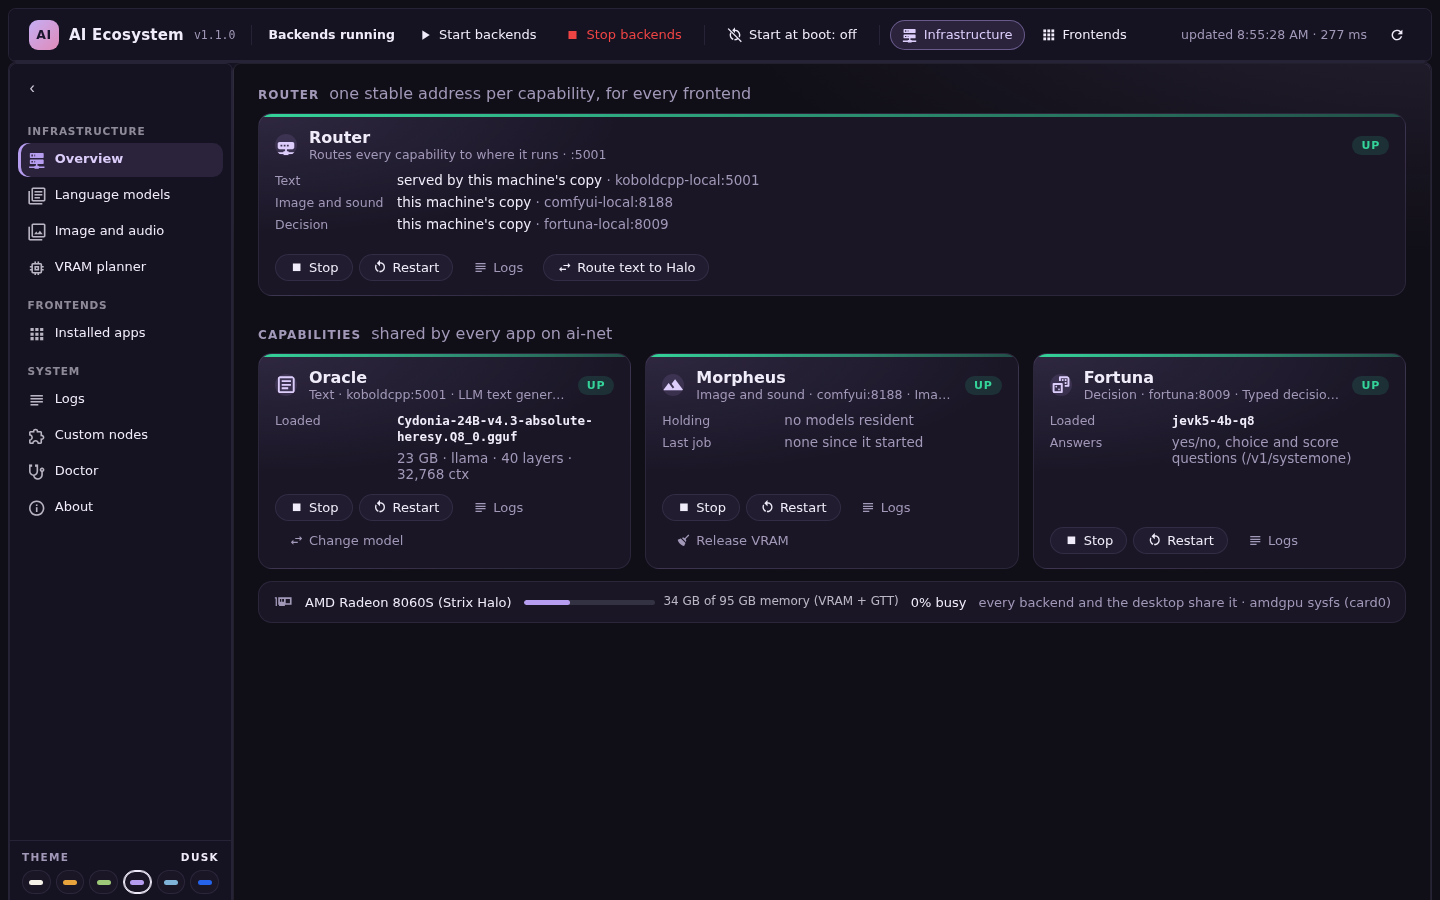 AI AI Ecosystem v1.1.0 Backends running Start backends Stop backends Start at boot: off Infrastructure Frontends updated 8:55:28 AM · 277 ms
‹
INFRASTRUCTURE
Overview
Language models
Image and audio
VRAM planner
FRONTENDS
Installed apps
SYSTEM
Logs
Custom nodes
Doctor
About
THEME DUSK
ROUTER one stable address per capability, for every frontend
Router
Routes every capability to where it runs · :5001
UP
Text served by this machine's copy · koboldcpp-local:5001
Image and sound this machine's copy · comfyui-local:8188
Decision this machine's copy · fortuna-local:8009
Stop Restart Logs Route text to Halo
CAPABILITIES shared by every app on ai-net
Oracle
Text · koboldcpp:5001 · LLM text gener…
UP
Loaded Cydonia-24B-v4.3-absolute-
heresy.Q8_0.gguf
23 GB · llama · 40 layers ·
32,768 ctx
Stop Restart Logs
Change model
Morpheus
Image and sound · comfyui:8188 · Ima…
UP
Holding no models resident
Last job none since it started
Stop Restart Logs
Release VRAM
Fortuna
Decision · fortuna:8009 · Typed decisio…
UP
Loaded jevk5-4b-q8
Answers yes/no, choice and score
questions (/v1/systemone)
Stop Restart Logs
AMD Radeon 8060S (Strix Halo) 34 GB of 95 GB memory (VRAM + GTT) 0% busy every backend and the desktop share it · amdgpu sysfs (card0)